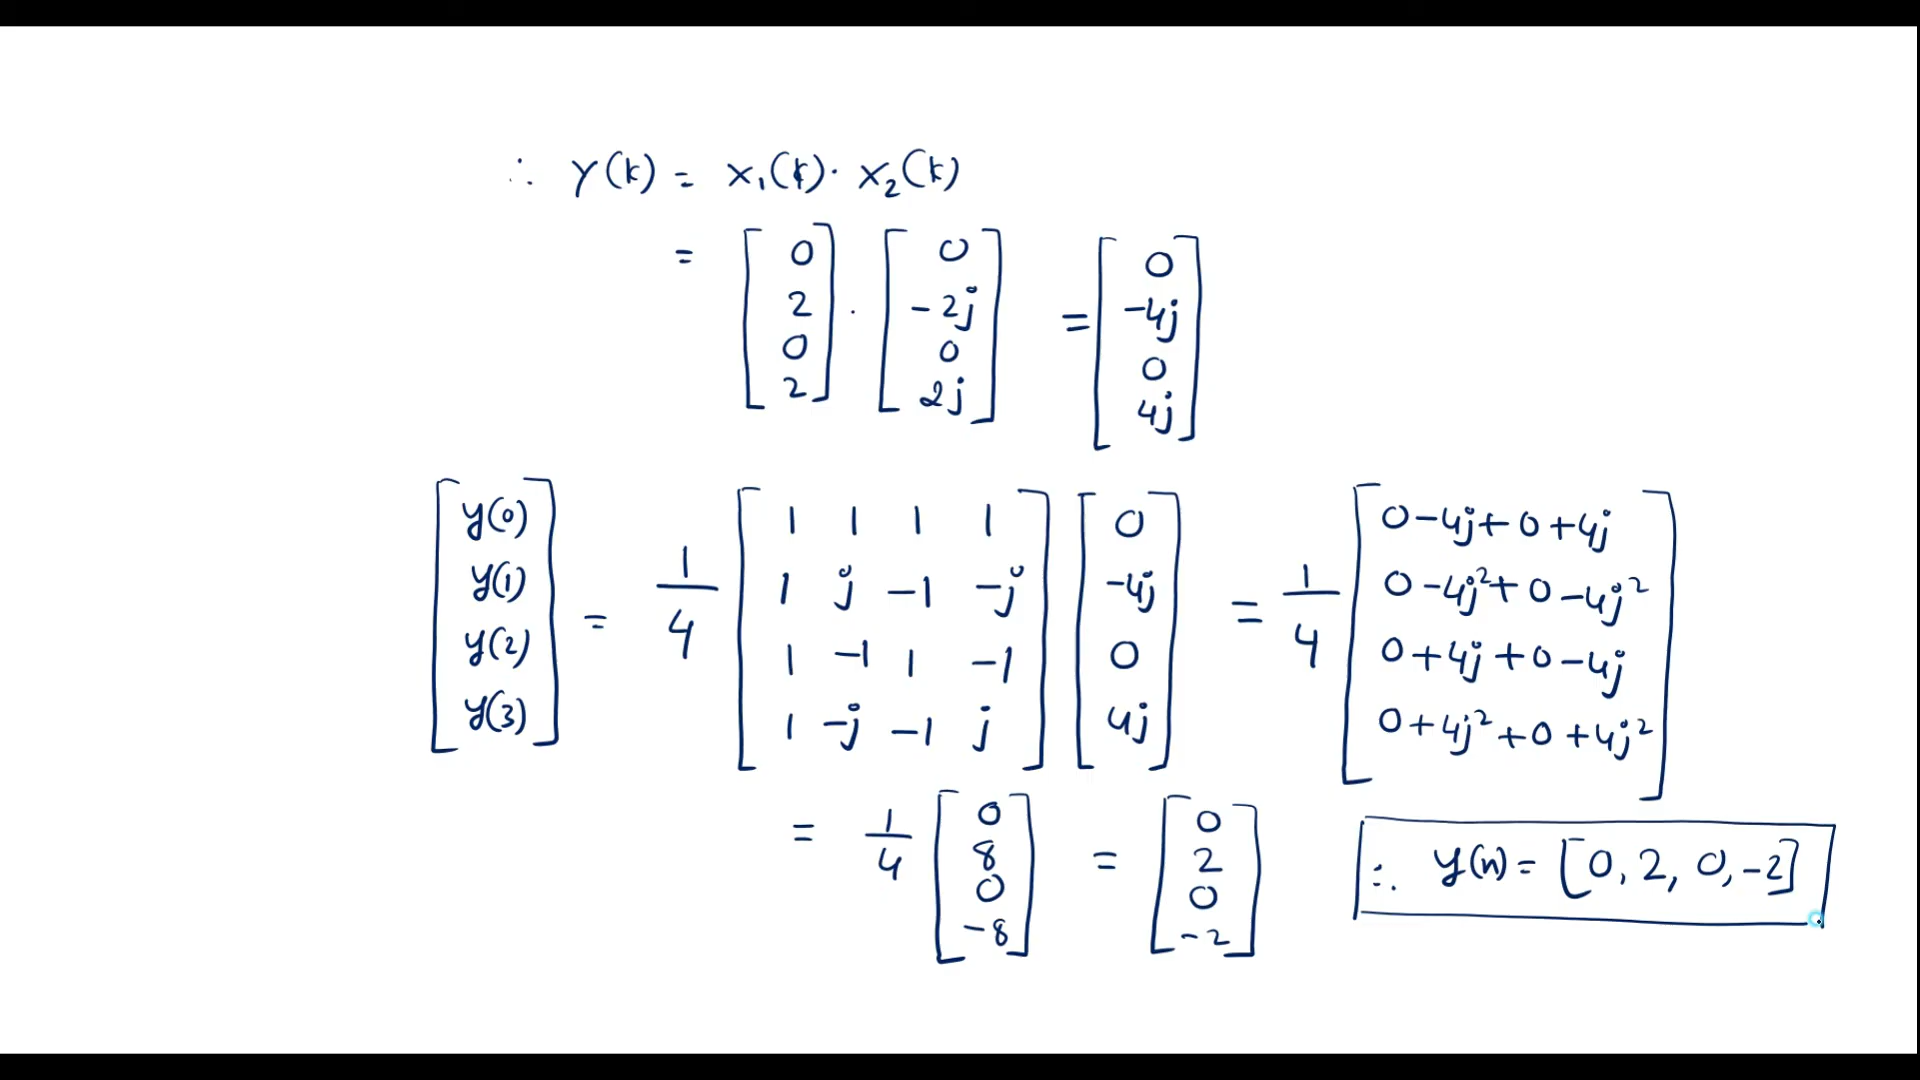 ∴ Y(k) = X₁(k) · X₂(k)
= [0 2 0 2] · [0 -2j 0 2j] = [0 -4j 0 4j]
[y(0) y(1) y(2) y(3)] = 1/4 [1 1 1 1 1 j -1 -j 1 -1 1 -1 1 -j -1 j] [0 -4j 0 4j] = 1/4 [0-4j+0+4j 0-4j²+0-4j² 0+4j+0-4j 0+4j²+0+4j²]
= 1/4 [0 8 0 -8] = [0 2 0 -2]
∴ y(n) = [0, 2, 0, -2]